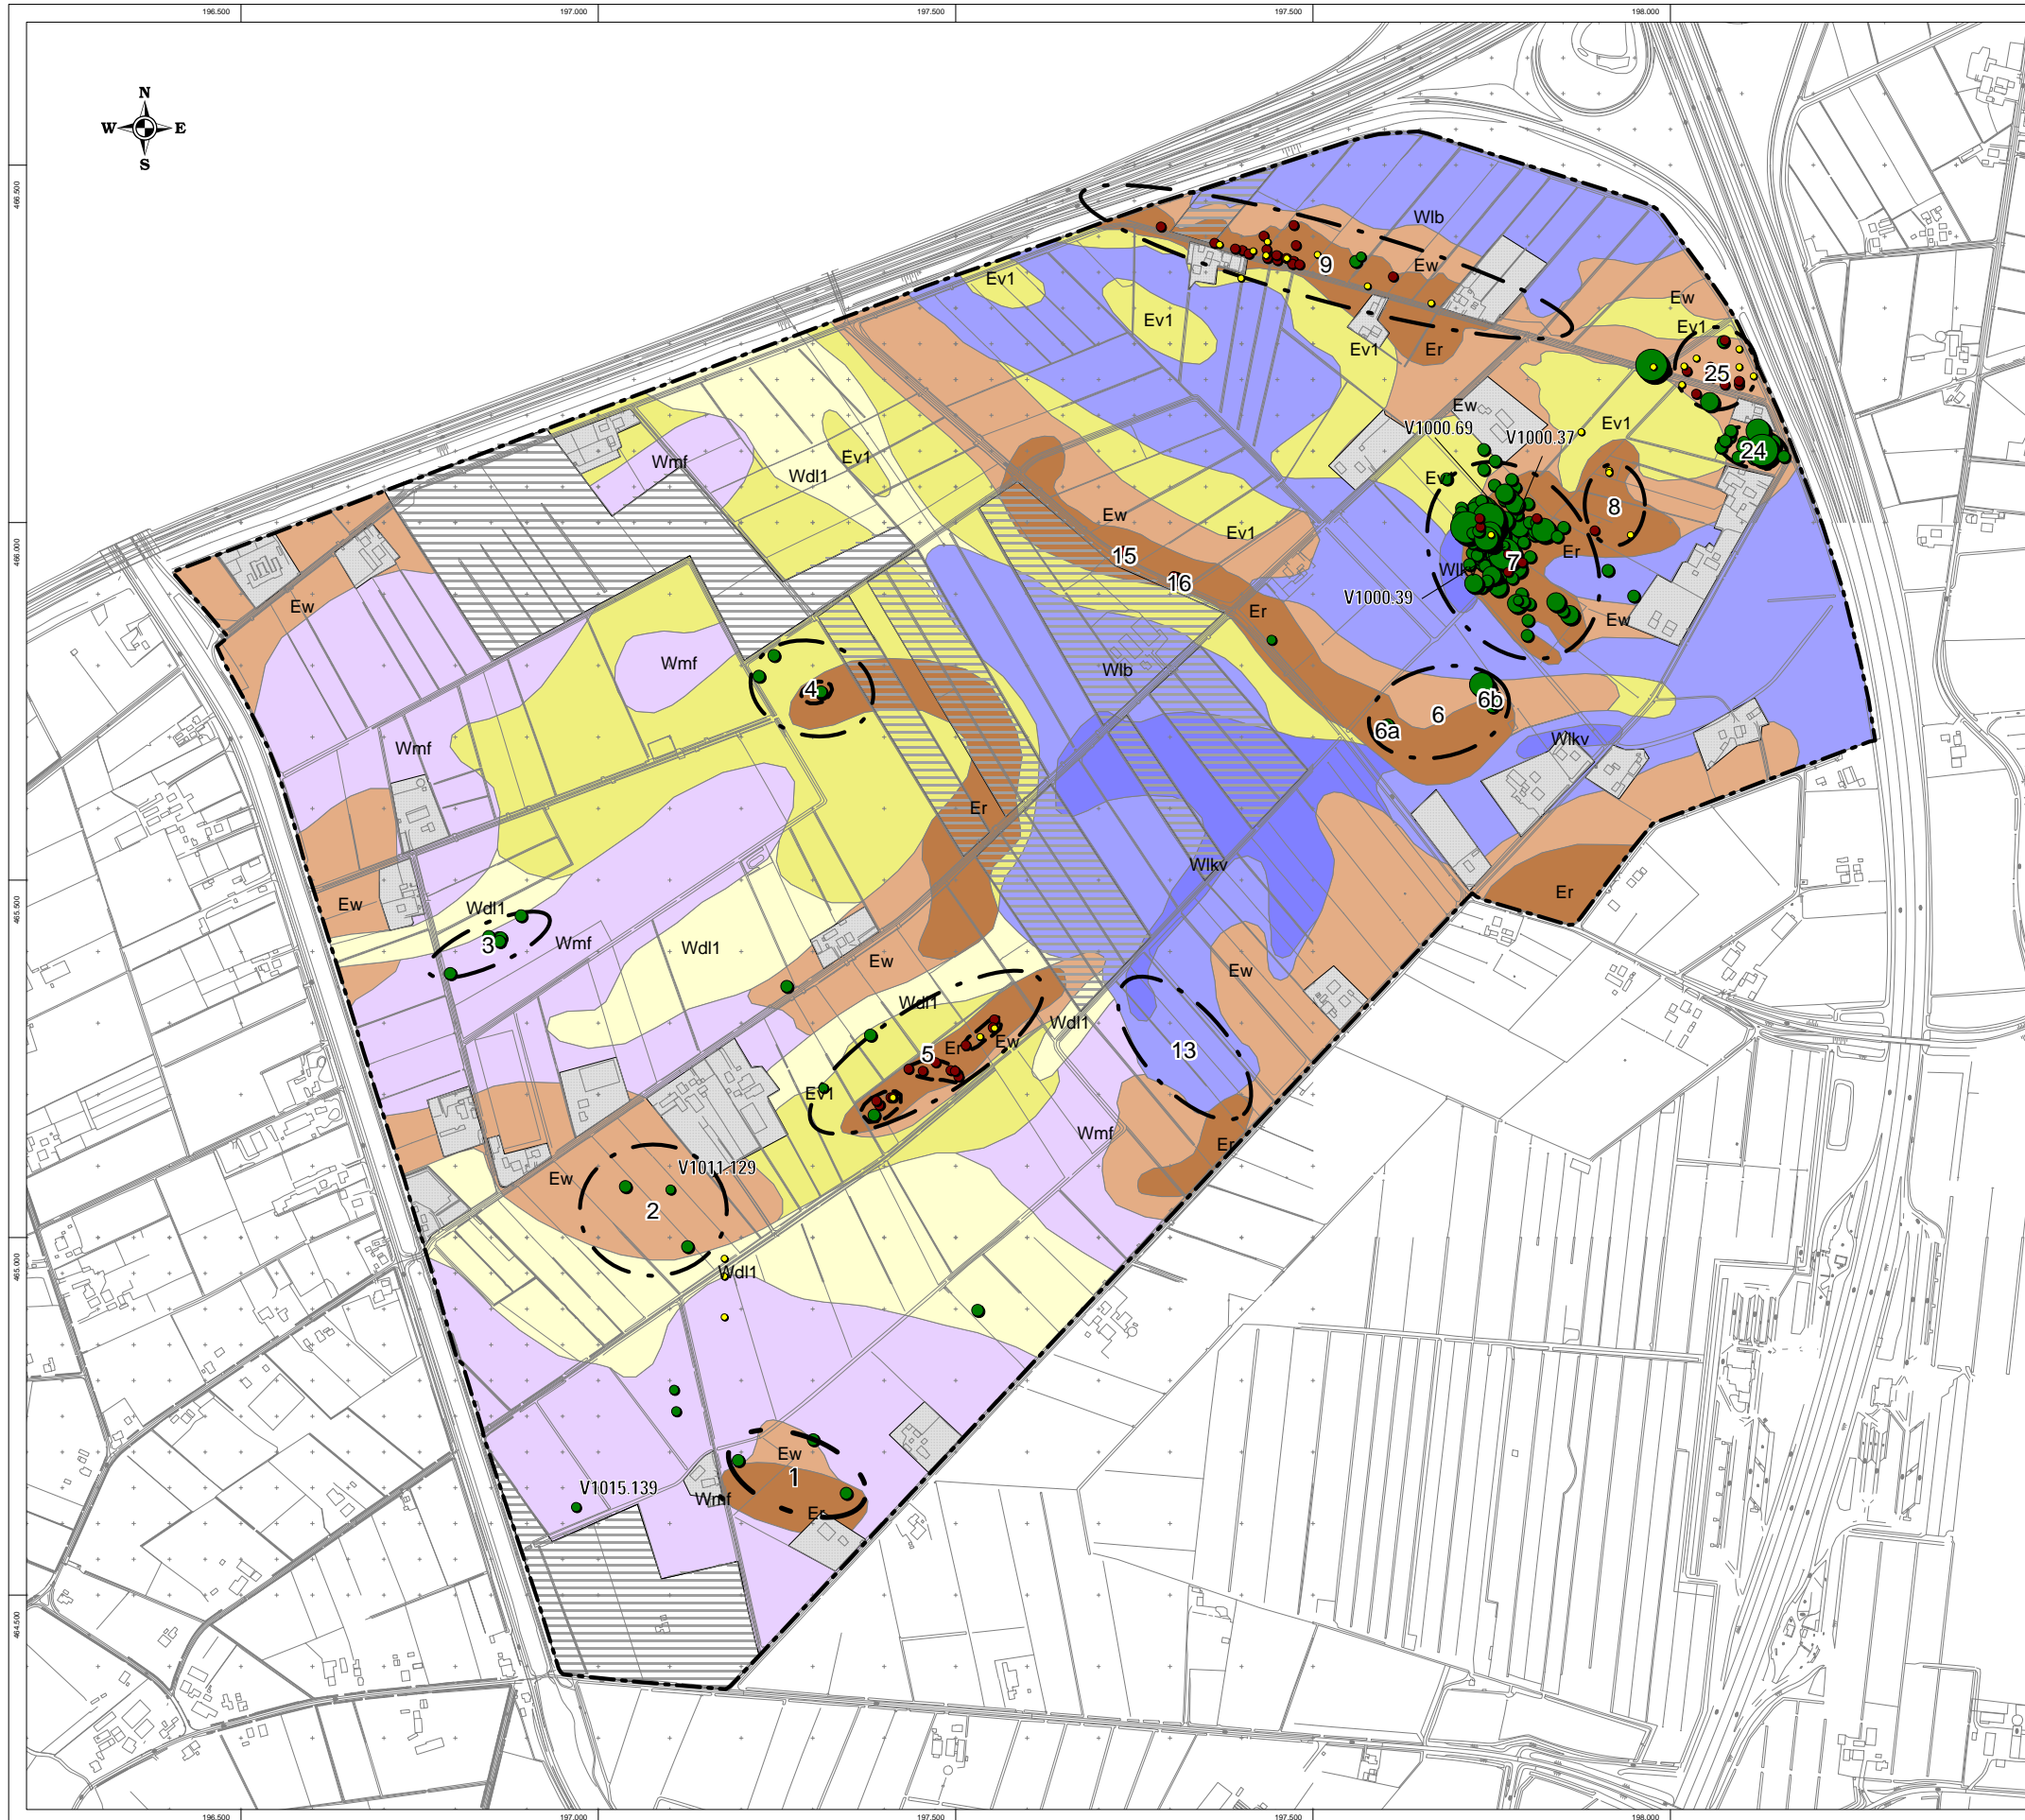 196.500 197.000 197.500 197.500 198.000
N
W E
S
466.500
Wlb
9
Ew
Ev1
Ew
Ev1
Ev1
Er
Ev1
25
Ew
V1000.69
V1000.37
Ev1
24
Wmf
Ev1
Wdl1
Ev
8
Ew
Ev1
466.000
15
Er
7
Wlk
16
V1000.39
Ew
Er
Ew
Wmf
Wlb
4
6b
6
6a
Wmf
Wlkv
Er
Wlkv
Er
Ew
Wdl1
465.500
3
Wmf
Wdl1
Ew
Ew
Wdl1
Wdl1
Ew
5
Er
13
Ev1
Wmf
Er
V1011.129
Ew
2
465.000
Wdl1
Ew
1
V1015.139
Wmf
Er
464.500
196.500 197.000 197.500 197.500 198.000